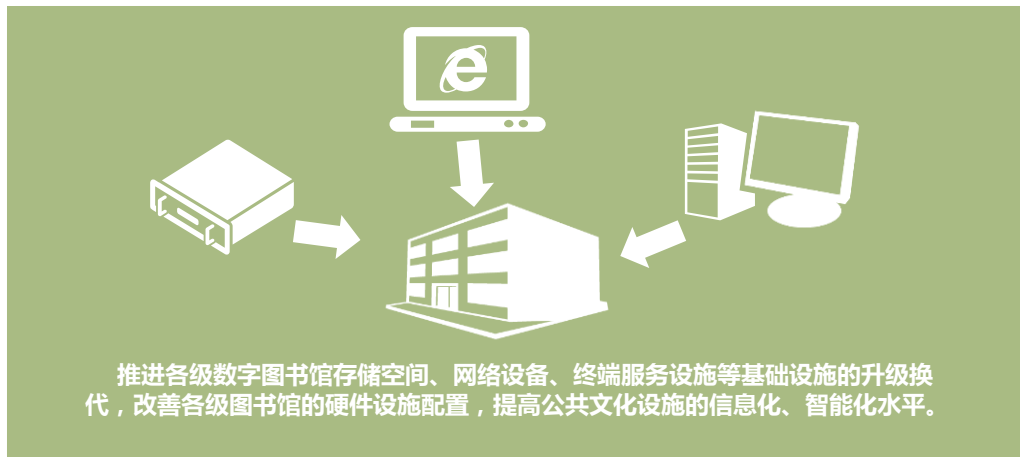 推进各级数字图书馆存储空间、网络设备、终端服务设施等基础设施的升级换
代，改善各级图书馆的硬件设施配置，提高公共文化设施的信息化、智能化水平。